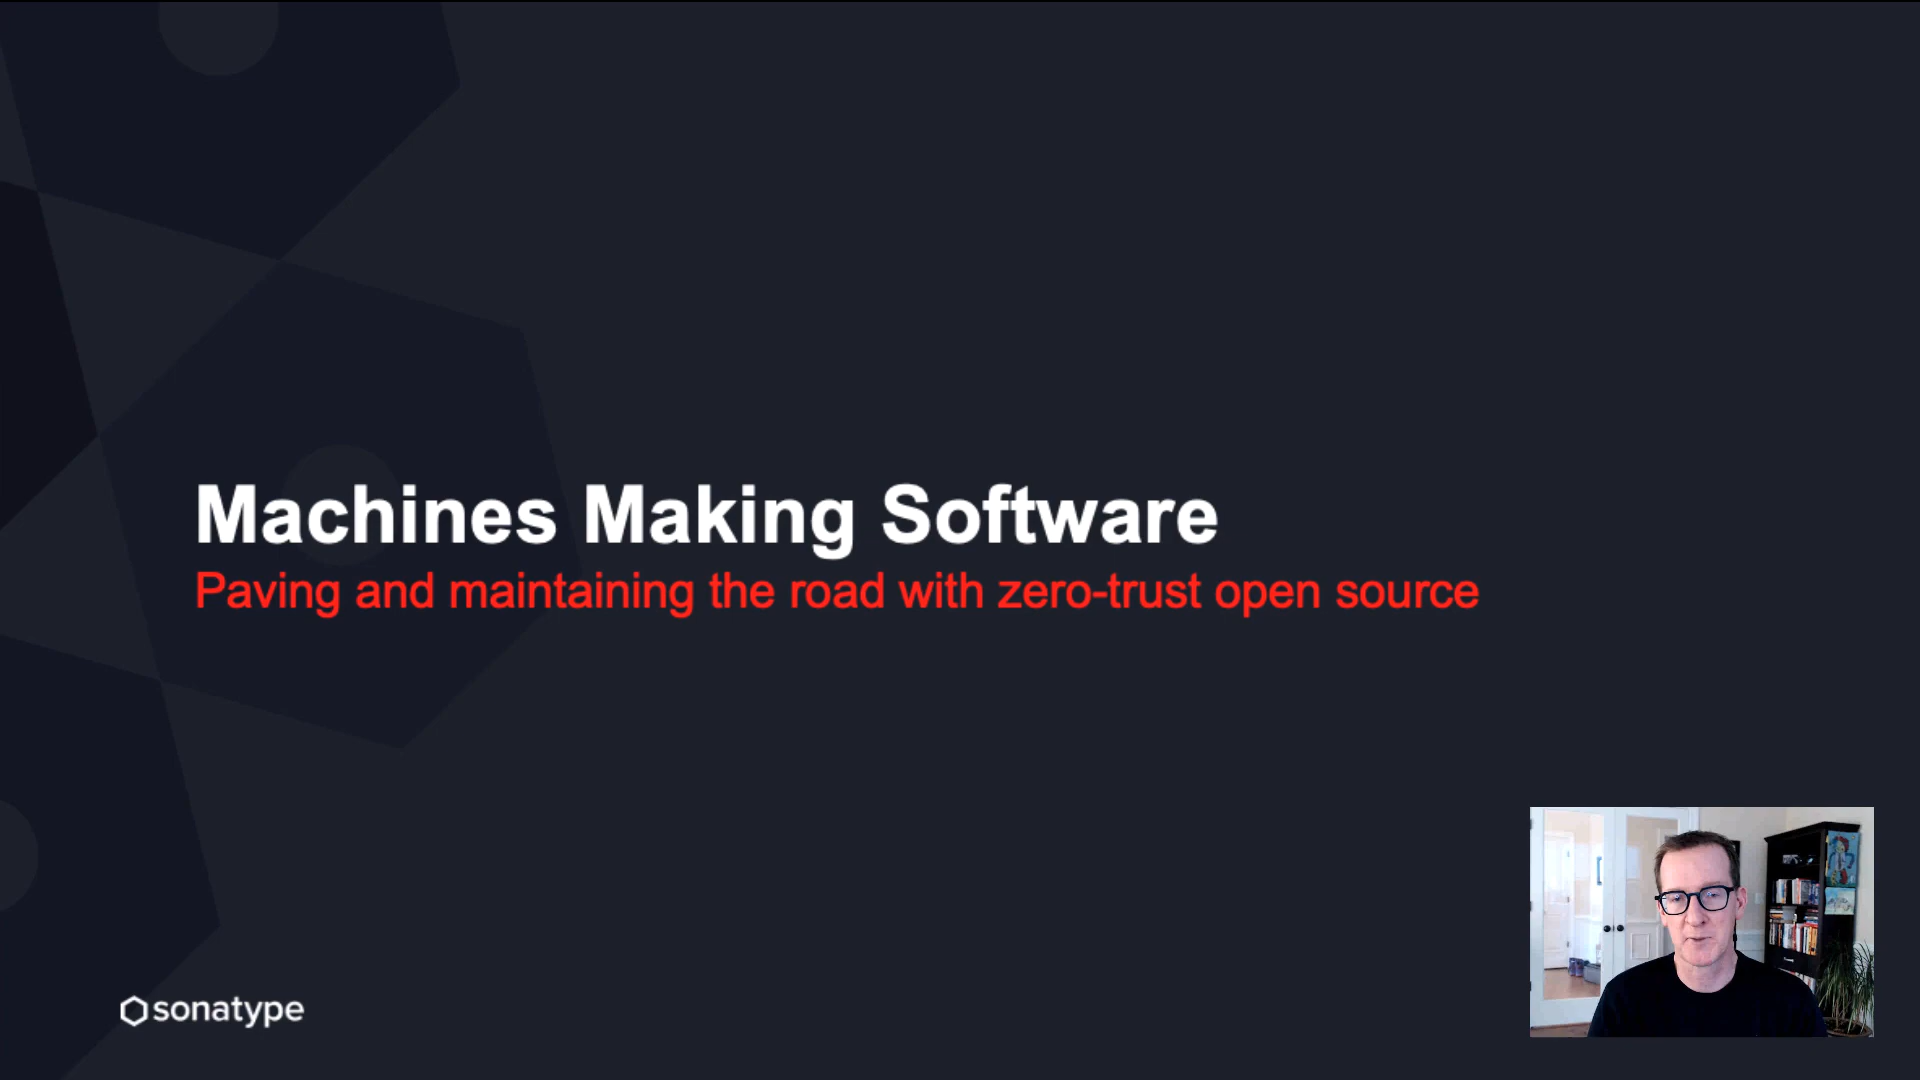 Machines Making Software
Paving and maintaining the road with zero-trust open source
sonatype